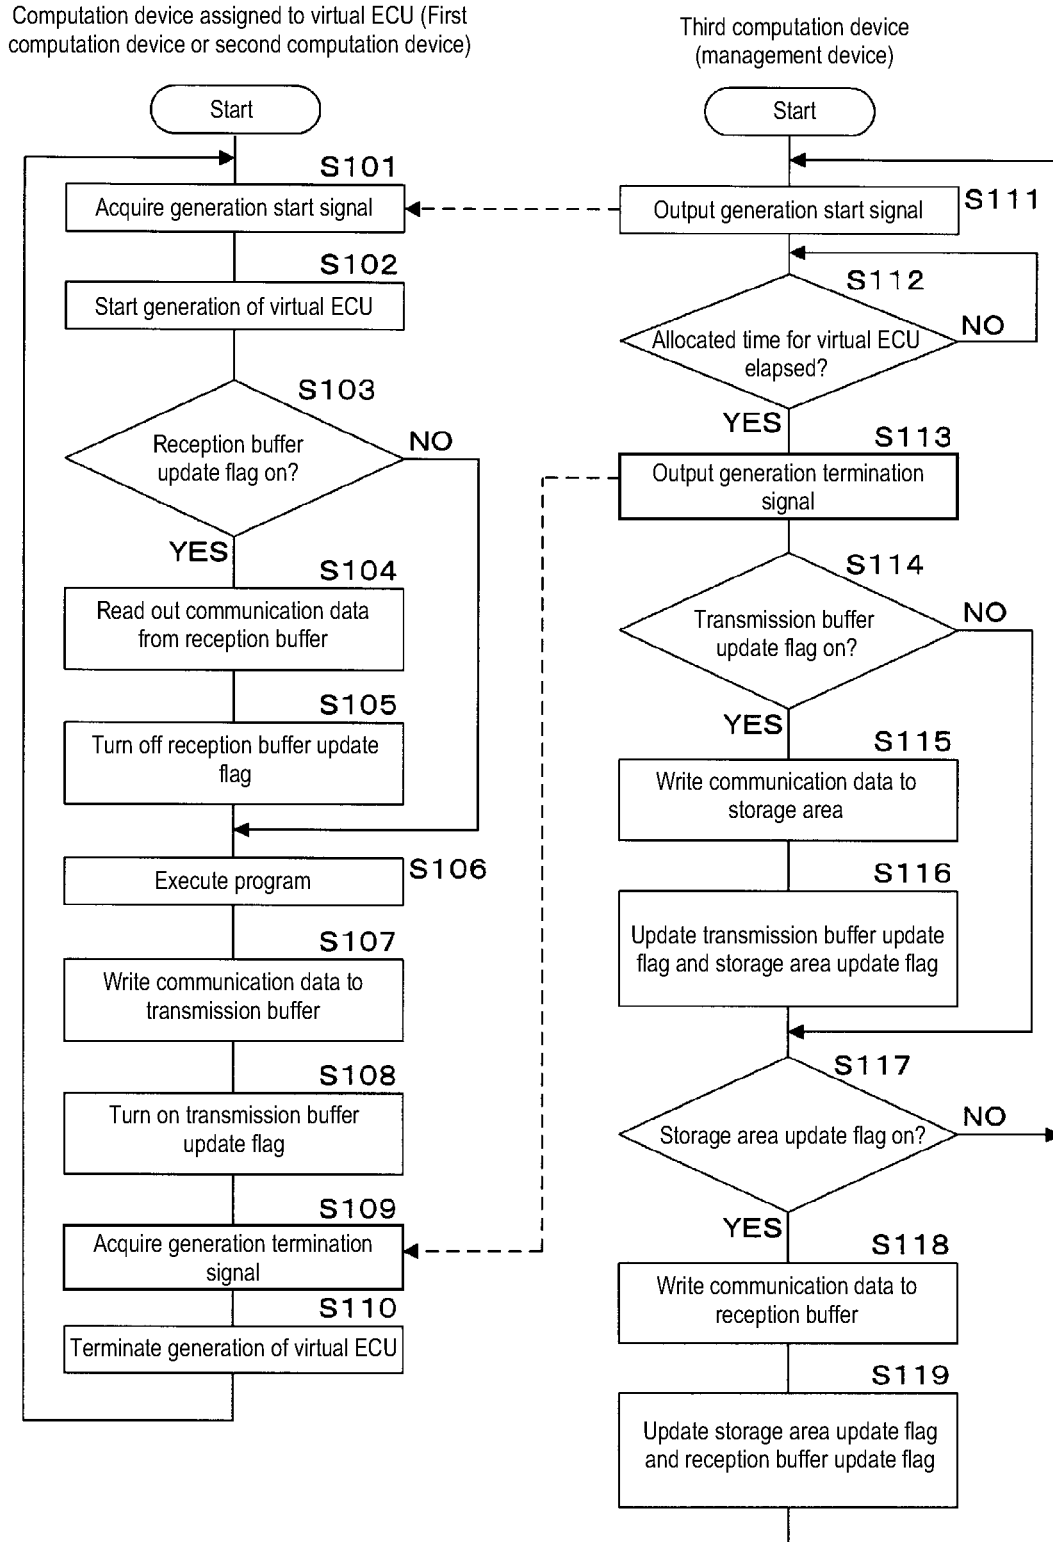 Computation device assigned to virtual ECU (First
computation device or second computation device)
Start
S101
Acquire generation start signal
S102
Start generation of virtual ECU
S103
Reception buffer
update flag on?
NO
YES
S104
Read out communication data
from reception buffer
S105
Turn off reception buffer update
flag
S106
Execute program
S107
Write communication data to
transmission buffer
S108
Turn on transmission buffer
update flag
S109
Acquire generation termination
signal
S110
Terminate generation of virtual ECU
Third computation device
(management device)
Start
Output generation start signal
S111
S112
Allocated time for virtual ECU
elapsed?
NO
YES
S113
Output generation termination
signal
S114
Transmission buffer
update flag on?
NO
YES
S115
Write communication data to
storage area
S116
Update transmission buffer update
flag and storage area update flag
S117
Storage area update flag on?
NO
YES
S118
Write communication data to
reception buffer
S119
Update storage area update flag
and reception buffer update flag